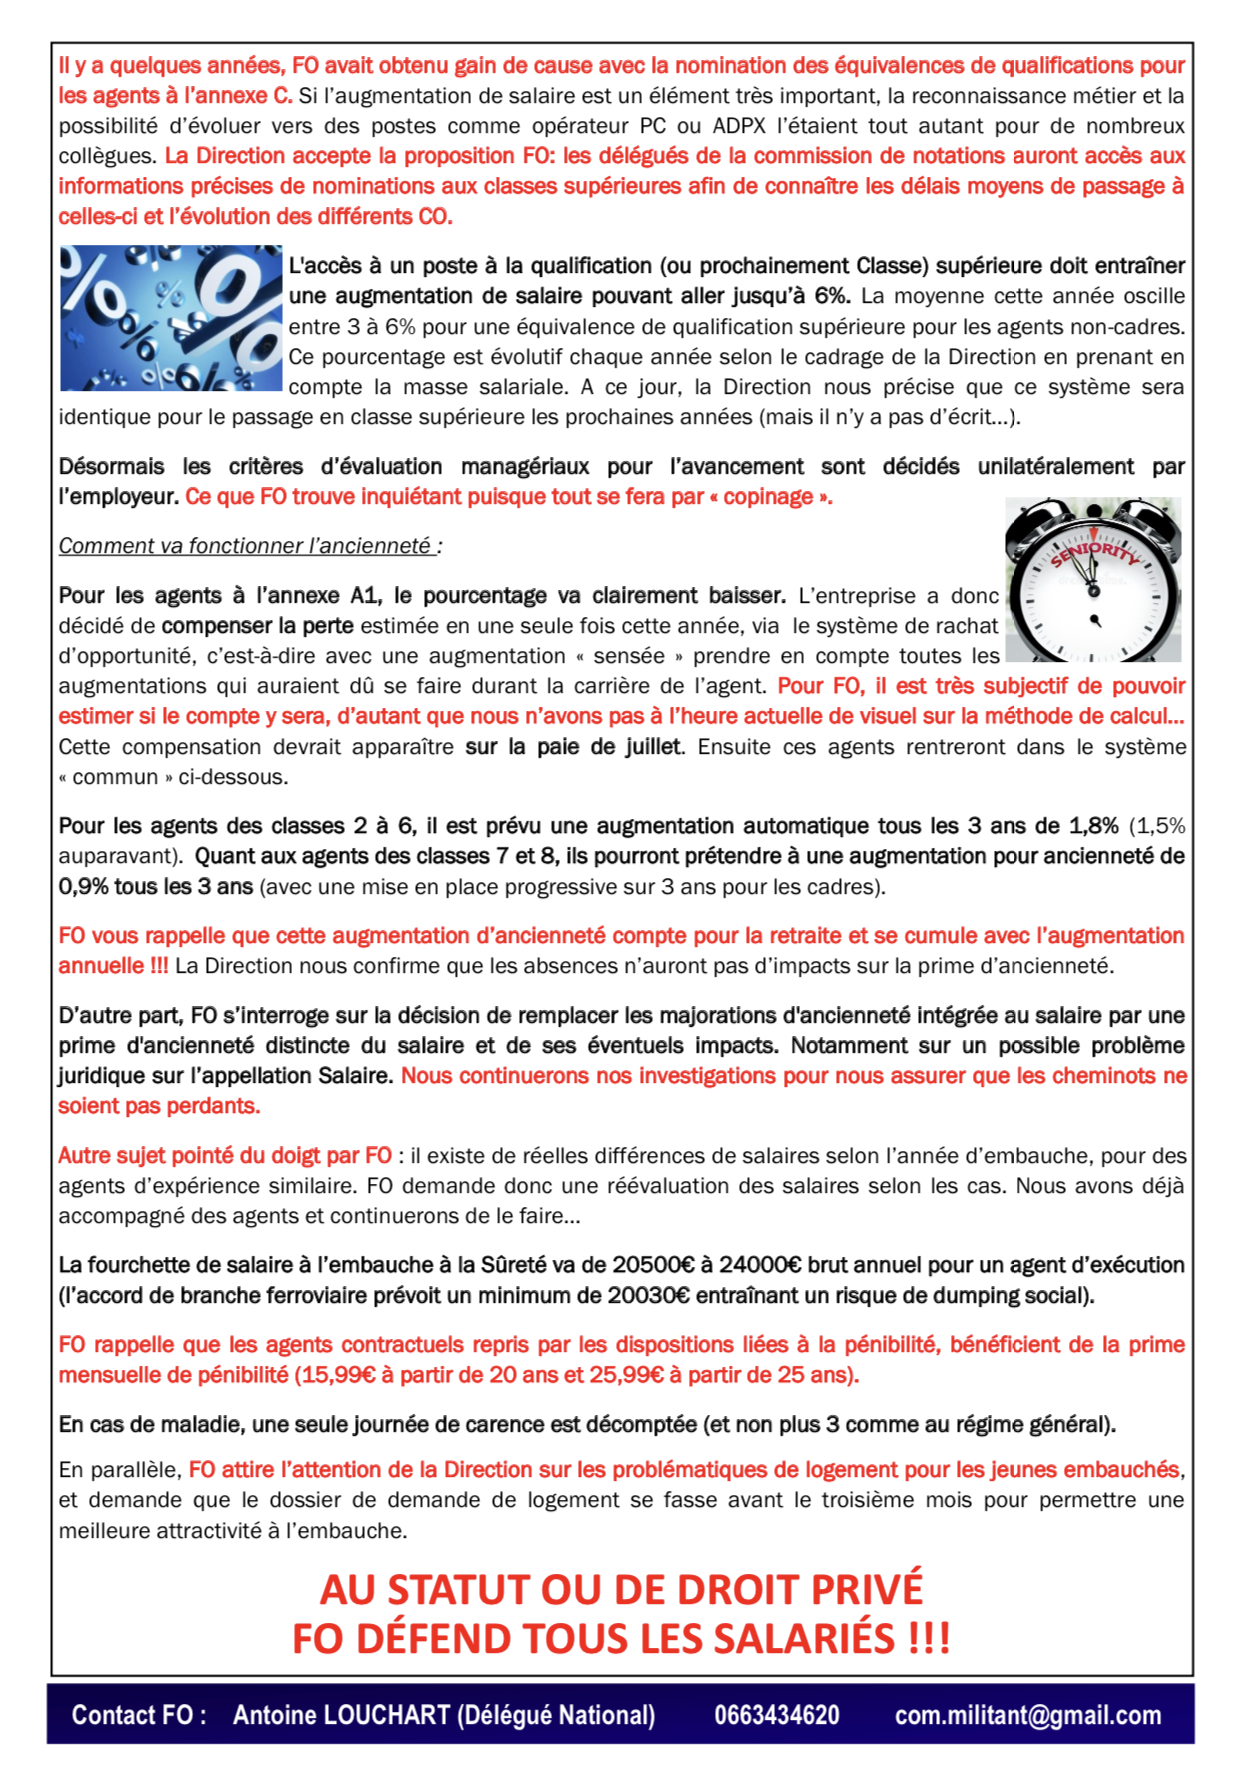 Il y a quelques années, FO avait obtenu gain de cause avec la nomination des équivalences de qualifications pour
les agents à l’annexe C. Si l’augmentation de salaire est un élément très important, la reconnaissance métier et la
possibilité d’évoluer vers des postes comme opérateur PC ou ADPX l’étaient tout autant pour de nombreux
collègues. La Direction accepte la proposition FO: les délégués de la commission de notations auront accès aux
informations précises de nominations aux classes supérieures afin de connaître les délais moyens de passage à
celles-ci et l’évolution des différents CO.
L'accès à un poste à la qualification (ou prochainement Classe) supérieure doit entraîner
une augmentation de salaire pouvant aller jusqu’à 6%. La moyenne cette année oscille
entre 3 à 6% pour une équivalence de qualification supérieure pour les agents non-cadres.
Ce pourcentage est évolutif chaque année selon le cadrage de la Direction en prenant en
compte la masse salariale. A ce jour, la Direction nous précise que ce système sera
identique pour le passage en classe supérieure les prochaines années (mais il n’y a pas d’écrit…).
Désormais les critères d’évaluation managériaux pour l’avancement sont décidés unilatéralement par
l’employeur. Ce que FO trouve inquiétant puisque tout se fera par « copinage ».
SENIORITY
Comment va fonctionner l’ancienneté :
Pour les agents à l’annexe A1, le pourcentage va clairement baisser. L’entreprise a donc
décidé de compenser la perte estimée en une seule fois cette année, via le système de rachat
d’opportunité, c’est-à-dire avec une augmentation « sensée » prendre en compte toutes les
augmentations qui auraient dû se faire durant la carrière de l’agent. Pour FO, il est très subjectif de pouvoir
estimer si le compte y sera, d’autant que nous n’avons pas à l’heure actuelle de visuel sur la méthode de calcul…
Cette compensation devrait apparaître sur la paie de juillet. Ensuite ces agents rentreront dans le système
« commun » ci-dessous.
Pour les agents des classes 2 à 6, il est prévu une augmentation automatique tous les 3 ans de 1,8% (1,5%
auparavant). Quant aux agents des classes 7 et 8, ils pourront prétendre à une augmentation pour ancienneté de
0,9% tous les 3 ans (avec une mise en place progressive sur 3 ans pour les cadres).
FO vous rappelle que cette augmentation d’ancienneté compte pour la retraite et se cumule avec l’augmentation
annuelle !!! La Direction nous confirme que les absences n’auront pas d’impacts sur la prime d’ancienneté.
D’autre part, FO s’interroge sur la décision de remplacer les majorations d'ancienneté intégrée au salaire par une
prime d'ancienneté distincte du salaire et de ses éventuels impacts. Notamment sur un possible problème
juridique sur l’appellation Salaire. Nous continuerons nos investigations pour nous assurer que les cheminots ne
soient pas perdants.
Autre sujet pointé du doigt par FO : il existe de réelles différences de salaires selon l’année d’embauche, pour des
agents d’expérience similaire. FO demande donc une réévaluation des salaires selon les cas. Nous avons déjà
accompagné des agents et continuerons de le faire…
La fourchette de salaire à l’embauche à la Sûreté va de 20500€ à 24000€ brut annuel pour un agent d’exécution
(l’accord de branche ferroviaire prévoit un minimum de 20030€ entraînant un risque de dumping social).
FO rappelle que les agents contractuels repris par les dispositions liées à la pénibilité, bénéficient de la prime
mensuelle de pénibilité (15,99€ à partir de 20 ans et 25,99€ à partir de 25 ans).
En cas de maladie, une seule journée de carence est décomptée (et non plus 3 comme au régime général).
En parallèle, FO attire l’attention de la Direction sur les problématiques de logement pour les jeunes embauchés,
et demande que le dossier de demande de logement se fasse avant le troisième mois pour permettre une
meilleure attractivité à l’embauche.
AU STATUT OU DE DROIT PRIVÉ
FO DÉFEND TOUS LES SALARIÉS !!!
Contact FO : Antoine LOUCHART (Délégué National) 0663434620 com.militant@gmail.com